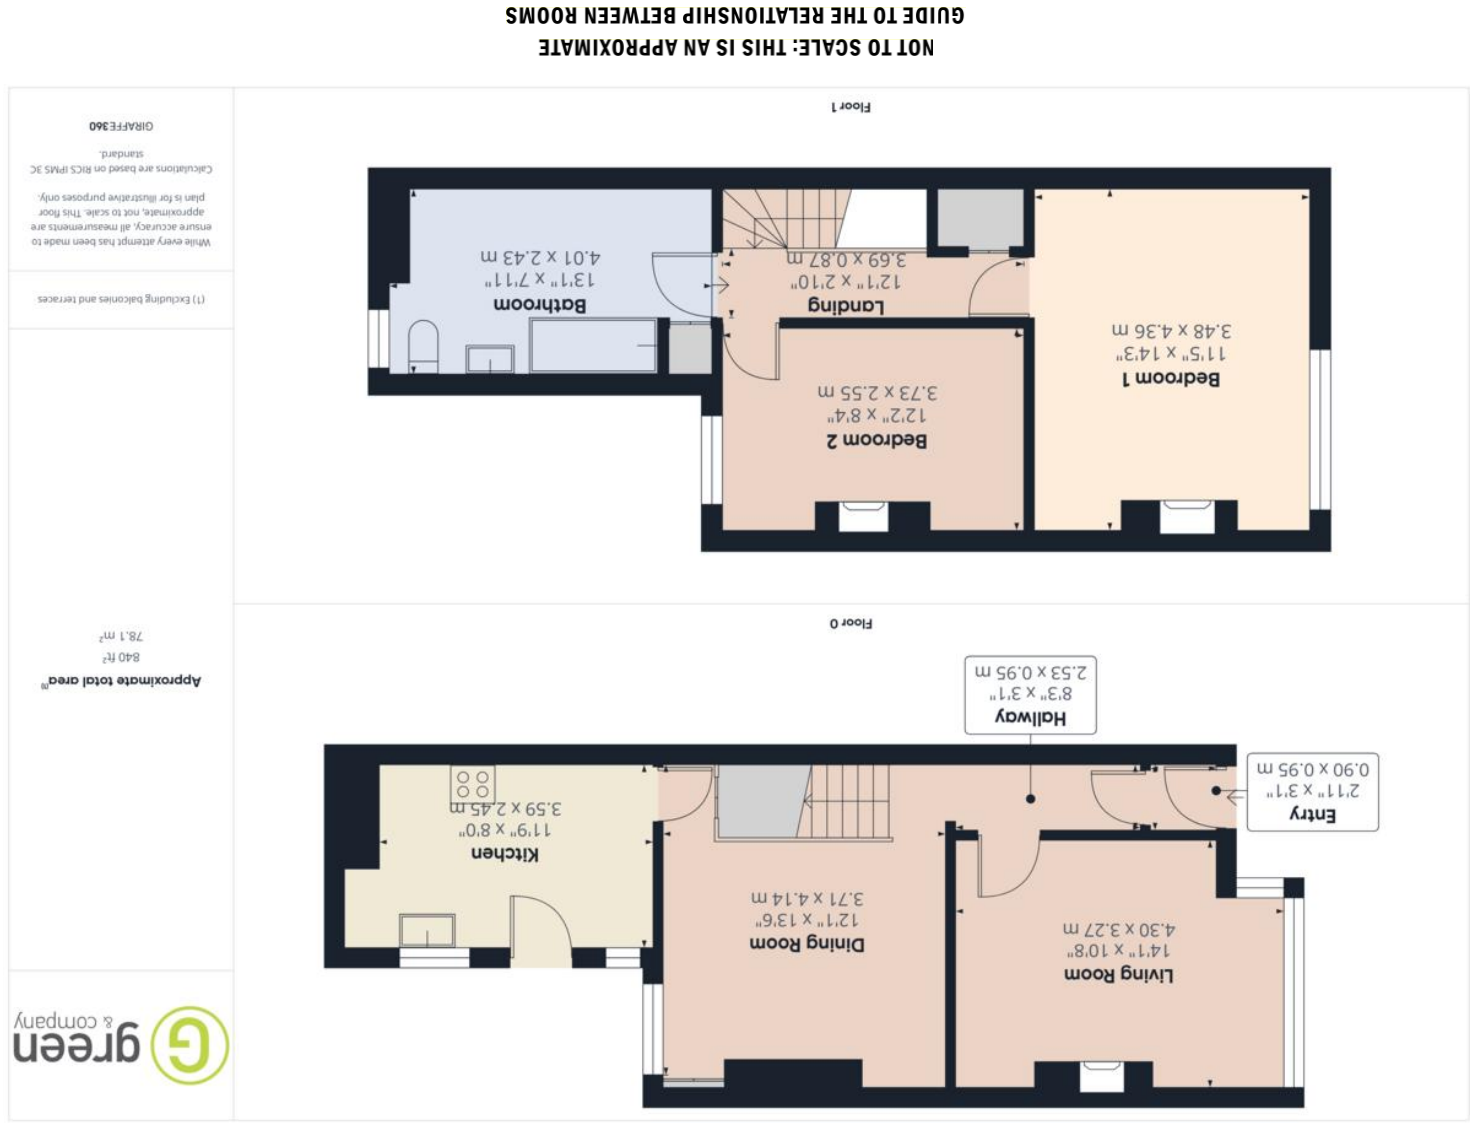 green
& company
Living Room
14'1" x 10'8"
4.30 x 3.27 m
Dining Room
12'1" x 13'6"
3.71 x 4.14 m
Kitchen
11'9" x 8'0"
3.59 x 2.45 m
Entry
2'11" x 3'1"
0.90 x 0.95 m
Hallway
8'3" x 3'1"
2.53 x 0.95 m
Floor 0
Approximate total area(1)
840 ft²
78.1 m²
Bedroom 1
11'5" x 14'3"
3.48 x 4.36 m
Bedroom 2
12'2" x 8'4"
3.73 x 2.55 m
Landing
12'1" x 2'10"
3.69 x 0.87 m
Bathroom
13'1" x 7'11"
4.01 x 2.43 m
Floor 1
(1) Excluding balconies and terraces
While every attempt has been made to
ensure accuracy, all measurements are
approximate, not to scale. This floor
plan is for illustrative purposes only.
Calculations are based on RICS IPMS 3C
standard.
GIRAFFE360
NOT TO SCALE: THIS IS AN APPROXIMATE
GUIDE TO THE RELATIONSHIP BETWEEN ROOMS